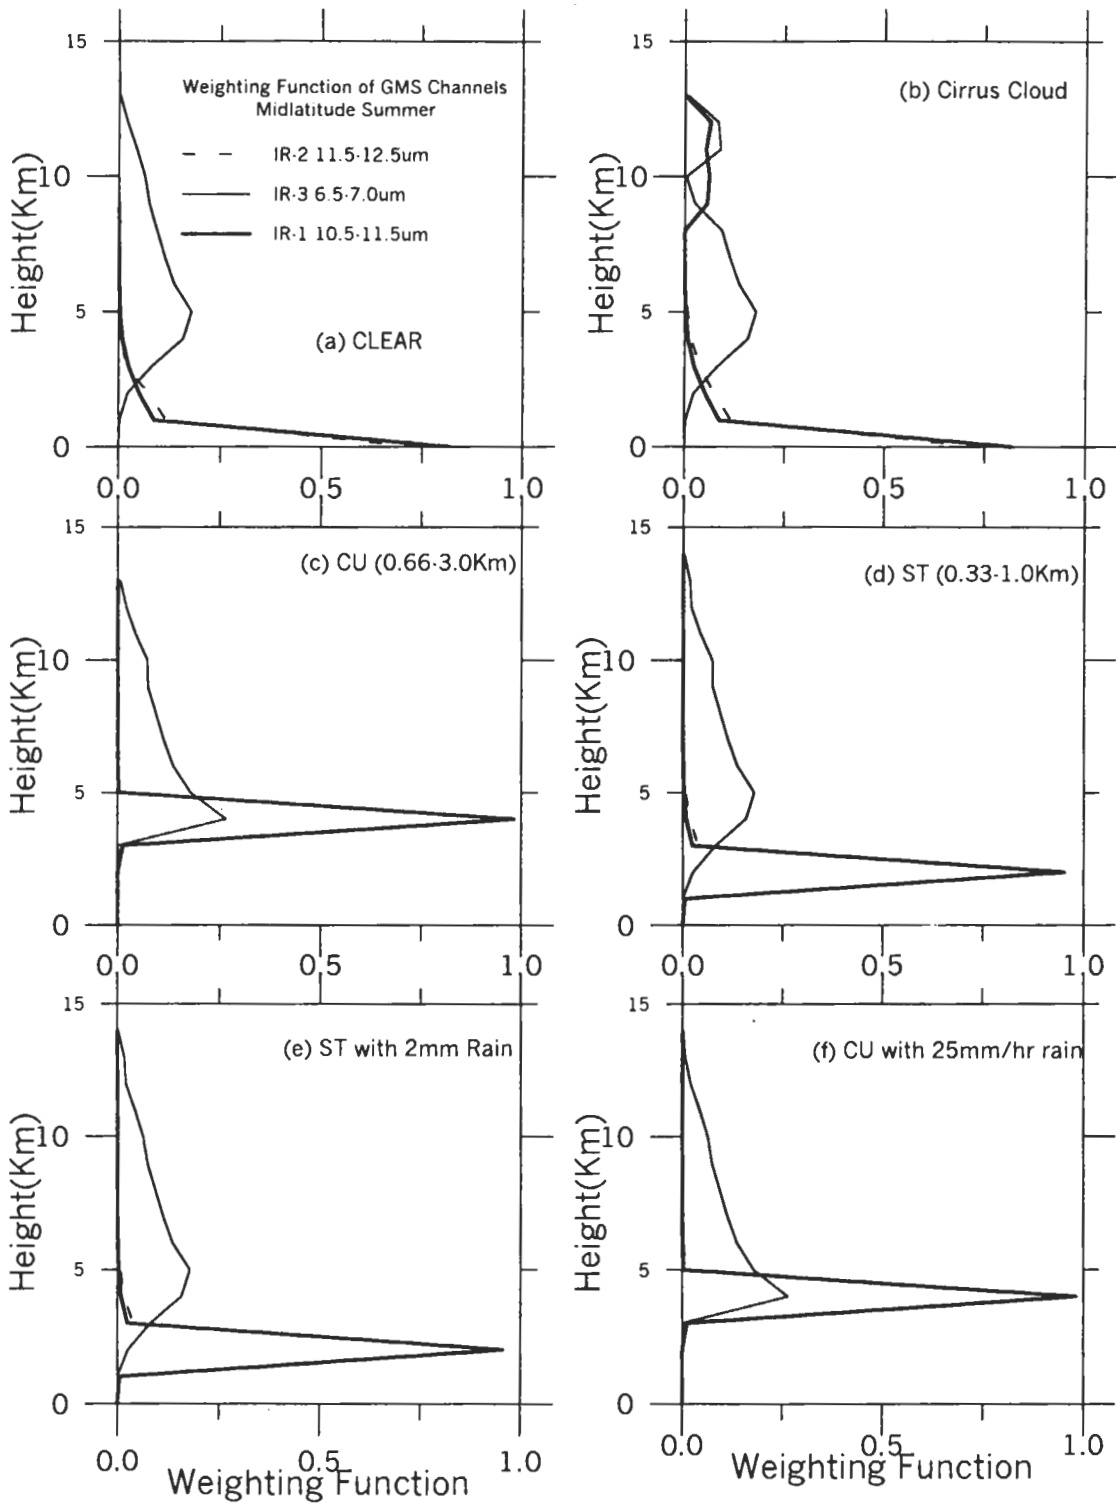 15
Weighting Function of GMS Channels
Midlatitude Summer
IR-2 11.5-12.5um
IR-3 6.5-7.0um
IR-1 10.5-11.5um
Height(Km)
10
5
(a) CLEAR
0
0.0
0.5
1.0
15
(b) Cirrus Cloud
Height(Km)
10
5
0
0.0
0.5
1.0
15
(c) CU (0.66-3.0Km)
Height(Km)
10
5
0
0.0
0.5
1.0
15
(d) ST (0.33-1.0Km)
Height(Km)
10
5
0
0.0
0.5
1.0
15
(e) ST with 2mm Rain
Height(Km)
10
5
0
0.0
0.5
1.0
Weighting Function
15
(f) CU with 25mm/hr rain
Height(Km)
10
5
0
0.0
0.5
1.0
Weighting Function